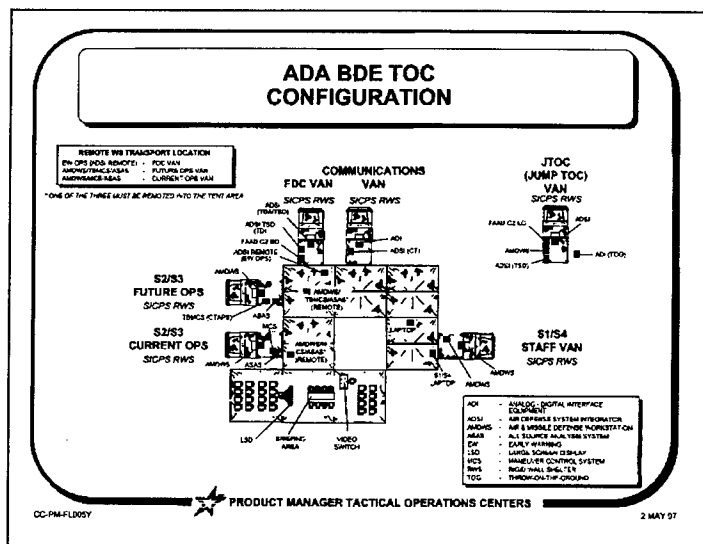 ADA BDE TOC
CONFIGURATION
REMOTE WS TRANSPORT LOCATION
EW OPS (ADSI REMOTE) - FDC VAN
AMDWS/TBMCS/ASAS - FUTURE OPS VAN
AMDWS/MCS/ASAS - CURRENT OPS VAN
* ONE OF THE THREE MUST BE REMOTED INTO THE TENT AREA
COMMUNICATIONS
FDC VAN VAN
SICPS RWS SICPS RWS
JTOC
(JUMP TOC)
VAN
SICPS RWS
ADSI
ADSI TSD
(TDI)
FAAD C2 BD
ADSI REMOTE
(EW OPS)
ADI
ADSI (CT)
ADSI
AMDWS
ADSI (TSD)
ADI (TOG)
S2/S3
FUTURE OPS
SICPS RWS
AMDWS
TBMCS (CTAPS)
ASAS
AMDWS/
TBMCS/ASAS
(REMOTE)
S2/S3
CURRENT OPS
SICPS RWS
MCS
AMDWS
ASAS
(REMOTE)
LAPTOP
S1/S4
LAPTOP
AMDWS
AMDWS
S1/S4
STAFF VAN
SICPS RWS
LSD
BRIEFING
AREA
VIDEO
SWITCH
ADI - ANALOG - DIGITAL INTERFACE
EQUIPMENT
ADSI - AIR DEFENSE SYSTEM INTEGRATOR
AMDWS - AIR & MISSILE DEFENSE WORKSTATION
ASAS - ALL SOURCE ANALYSIS SYSTEM
EW - EARLY WARNING
LSD - LARGE SCREEN DISPLAY
MCS - MANEUVER CONTROL SYSTEM
RWS - RIGID WALL SHELTER
TOG - THROW-ON-THE-GROUND
PRODUCT MANAGER TACTICAL OPERATIONS CENTERS
CC-PM-FL005Y
2 MAY 97